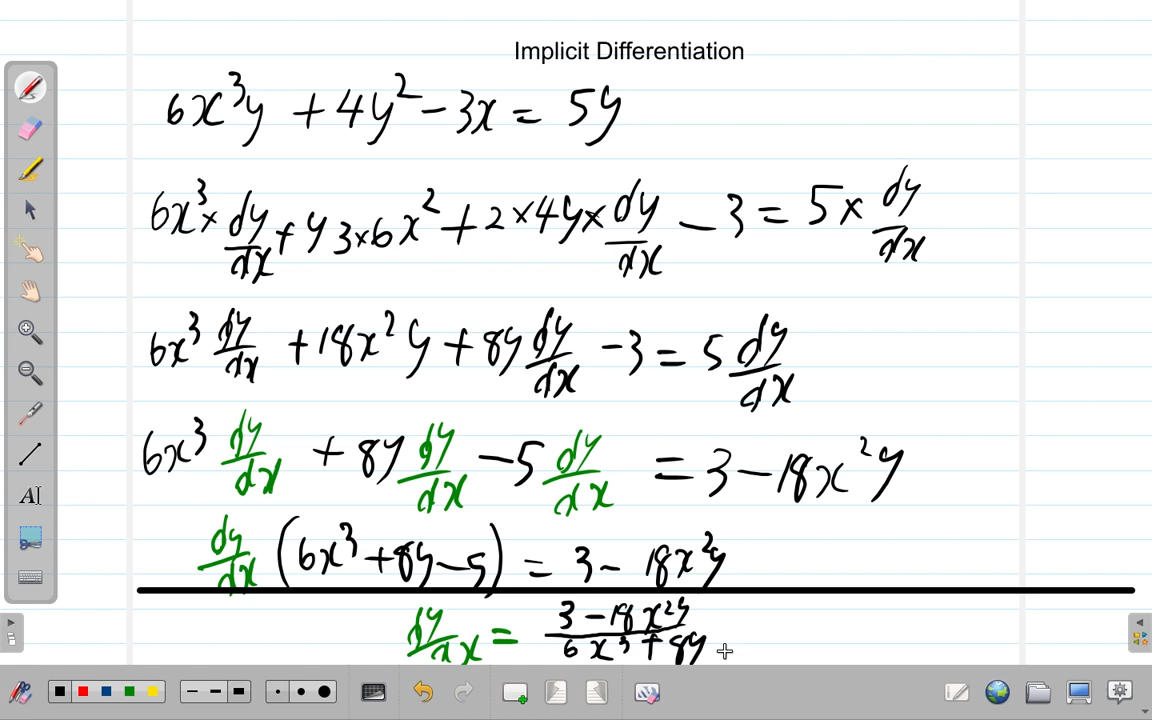 Implicit Differentiation
6x³y + 4y² - 3x = 5y
6x³ × dy/dx + y 3×6x² + 2×4y× dy/dx - 3 = 5 × dy/dx
6x³ dy/dx + 18x²y + 8y dy/dx - 3 = 5 dy/dx
6x³ dy/dx + 8y dy/dx - 5 dy/dx = 3 - 18x²y
dy/dx (6x³ + 8y - 5) = 3 - 18x²y
dy/dx = 3 - 18x²y / 6x³ + 8y